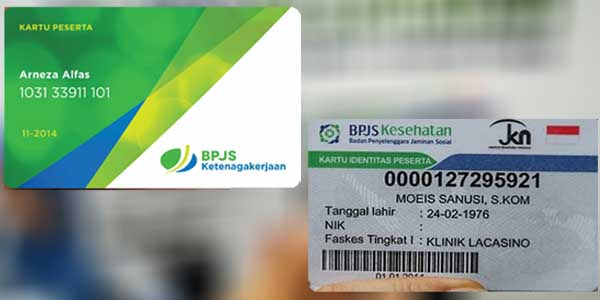 KARTU PESERTA
Arneza Alfas
1031 33911 101
11-2014
BPJS
Ketenagakerjaan
BPJS Kesehatan
Badan Penyelenggara Jaminan Sosial
jkn
KARTU IDENTITAS PESERTA
0000127295921
MOEIS SANUSI, S.KOM
Tanggal lahir : 24-02-1976
NIK :
Faskes Tingkat I : KLINIK LACASINO
01 01 2014